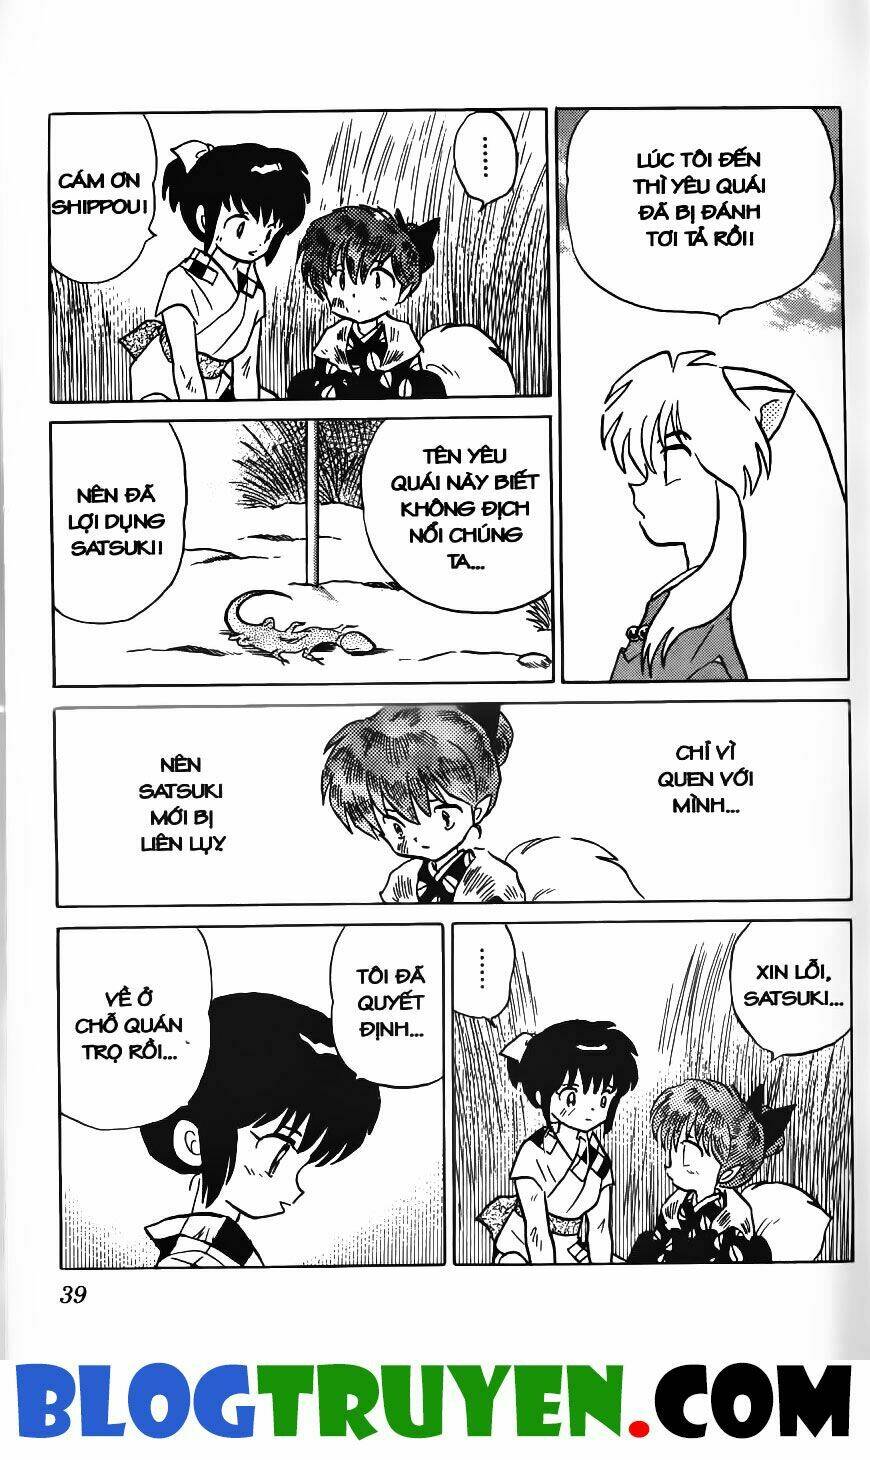 LÚC TÔI ĐẾN
THÌ YÊU QUÁI
ĐÃ BỊ ĐÁNH
TƠI TẢ RỒI!
......
CÁM ƠN
SHIPPOU!
TÊN YÊU
QUÁI NÀY BIẾT
KHÔNG ĐỊCH
NỔI CHÚNG
TA...
NÊN ĐÃ
LỢI DỤNG
SATSUKI!
CHỈ VÌ
QUEN VỚI
MÌNH...
NÊN
SATSUKI
MỚI BỊ
LIÊN LỤY.
XIN LỖI,
SATSUKI...
......
TÔI ĐÃ
QUYẾT
ĐỊNH...
VỀ Ở
CHỖ QUÁN
TRỌ RỒI...
39
BLOGTRUYEN.COM